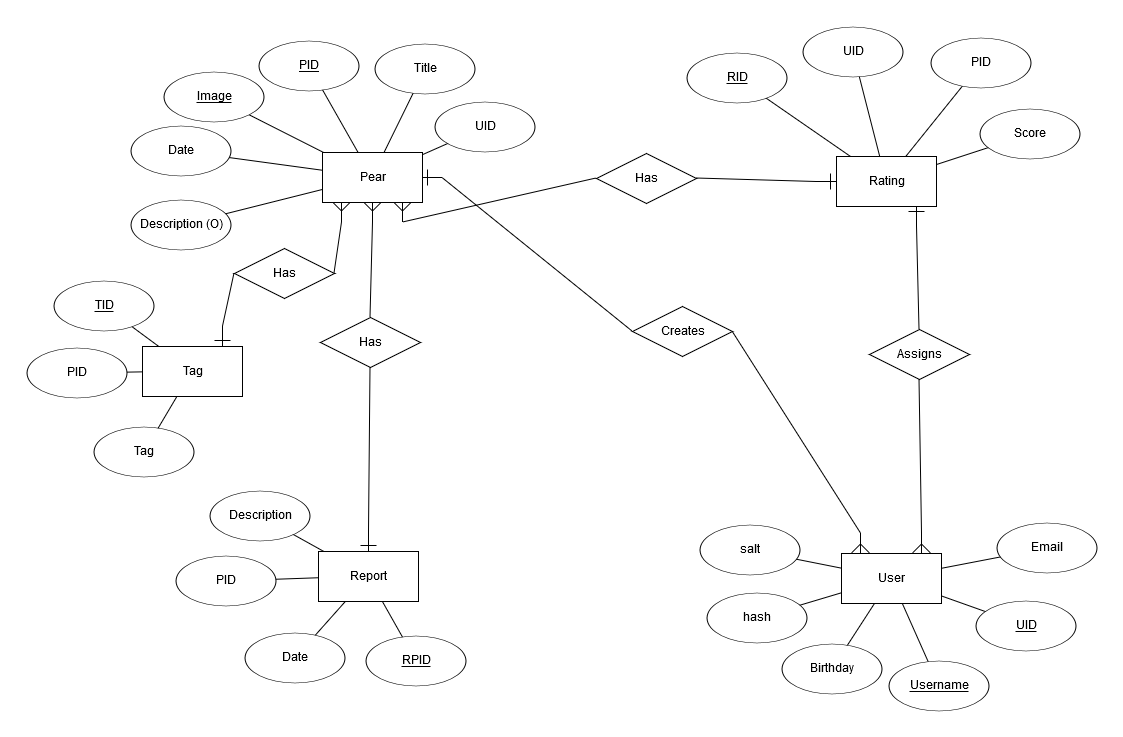 PID
Title
Image
UID
Date
Pear
Description (O)
UID
PID
RID
Score
Has
Rating
Has
TID
Has
Creates
Assigns
PID
Tag
Tag
Description
PID
Report
Date
RPID
salt
Email
User
hash
UID
Birthday
Username